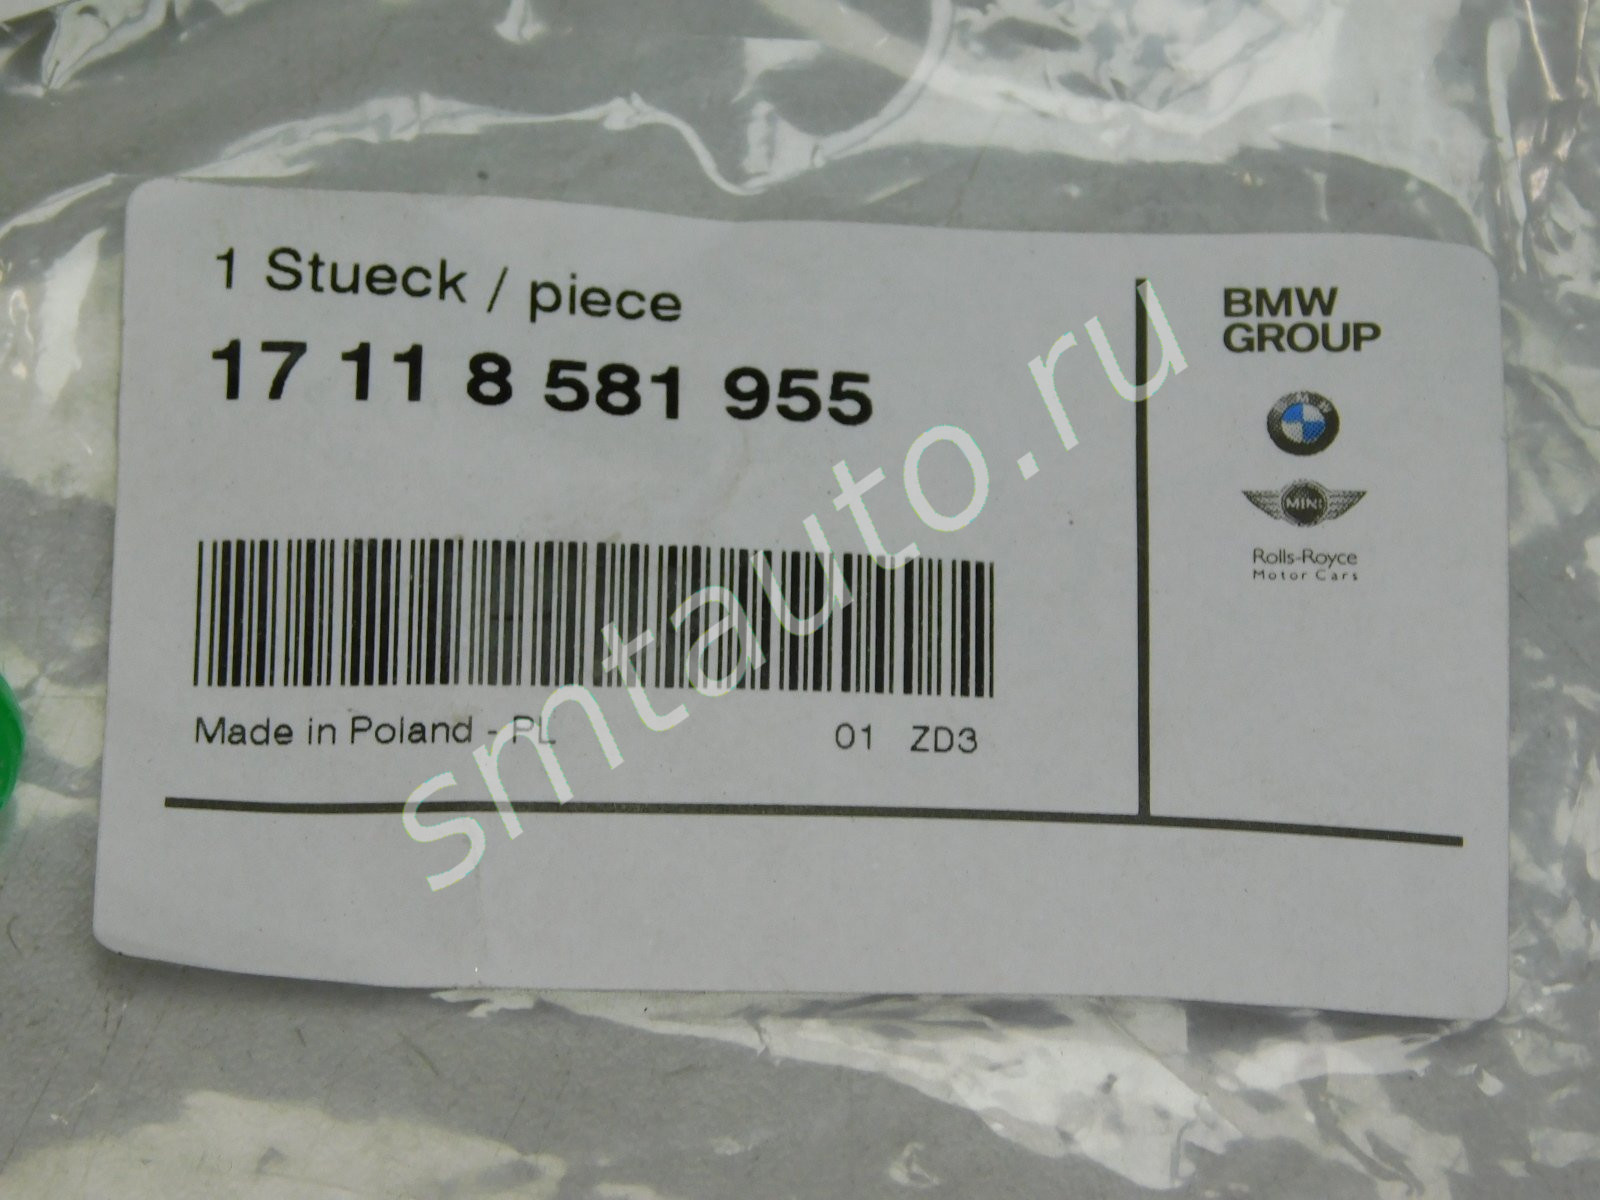 1 Stueck / piece
17 11 8 581 955
Made in Poland - PL
01 ZD3
BMW
GROUP
BMW
MINI
Rolls-Royce
Motor Cars
smtauto.ru